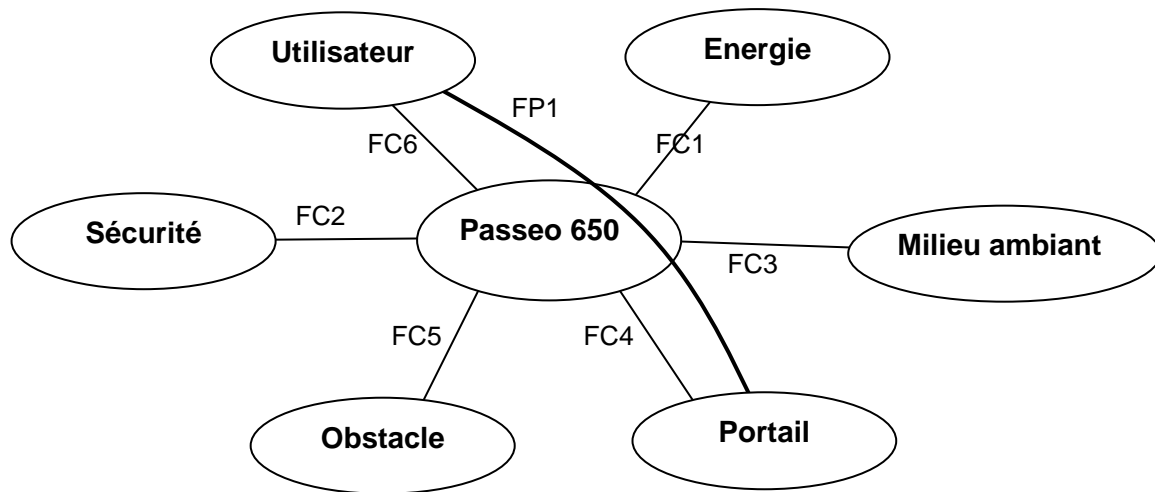 Utilisateur
Energie
FP1
FC6
FC1
Sécurité
FC2
Passeo 650
Milieu ambiant
FC3
FC5
FC4
Obstacle
Portail